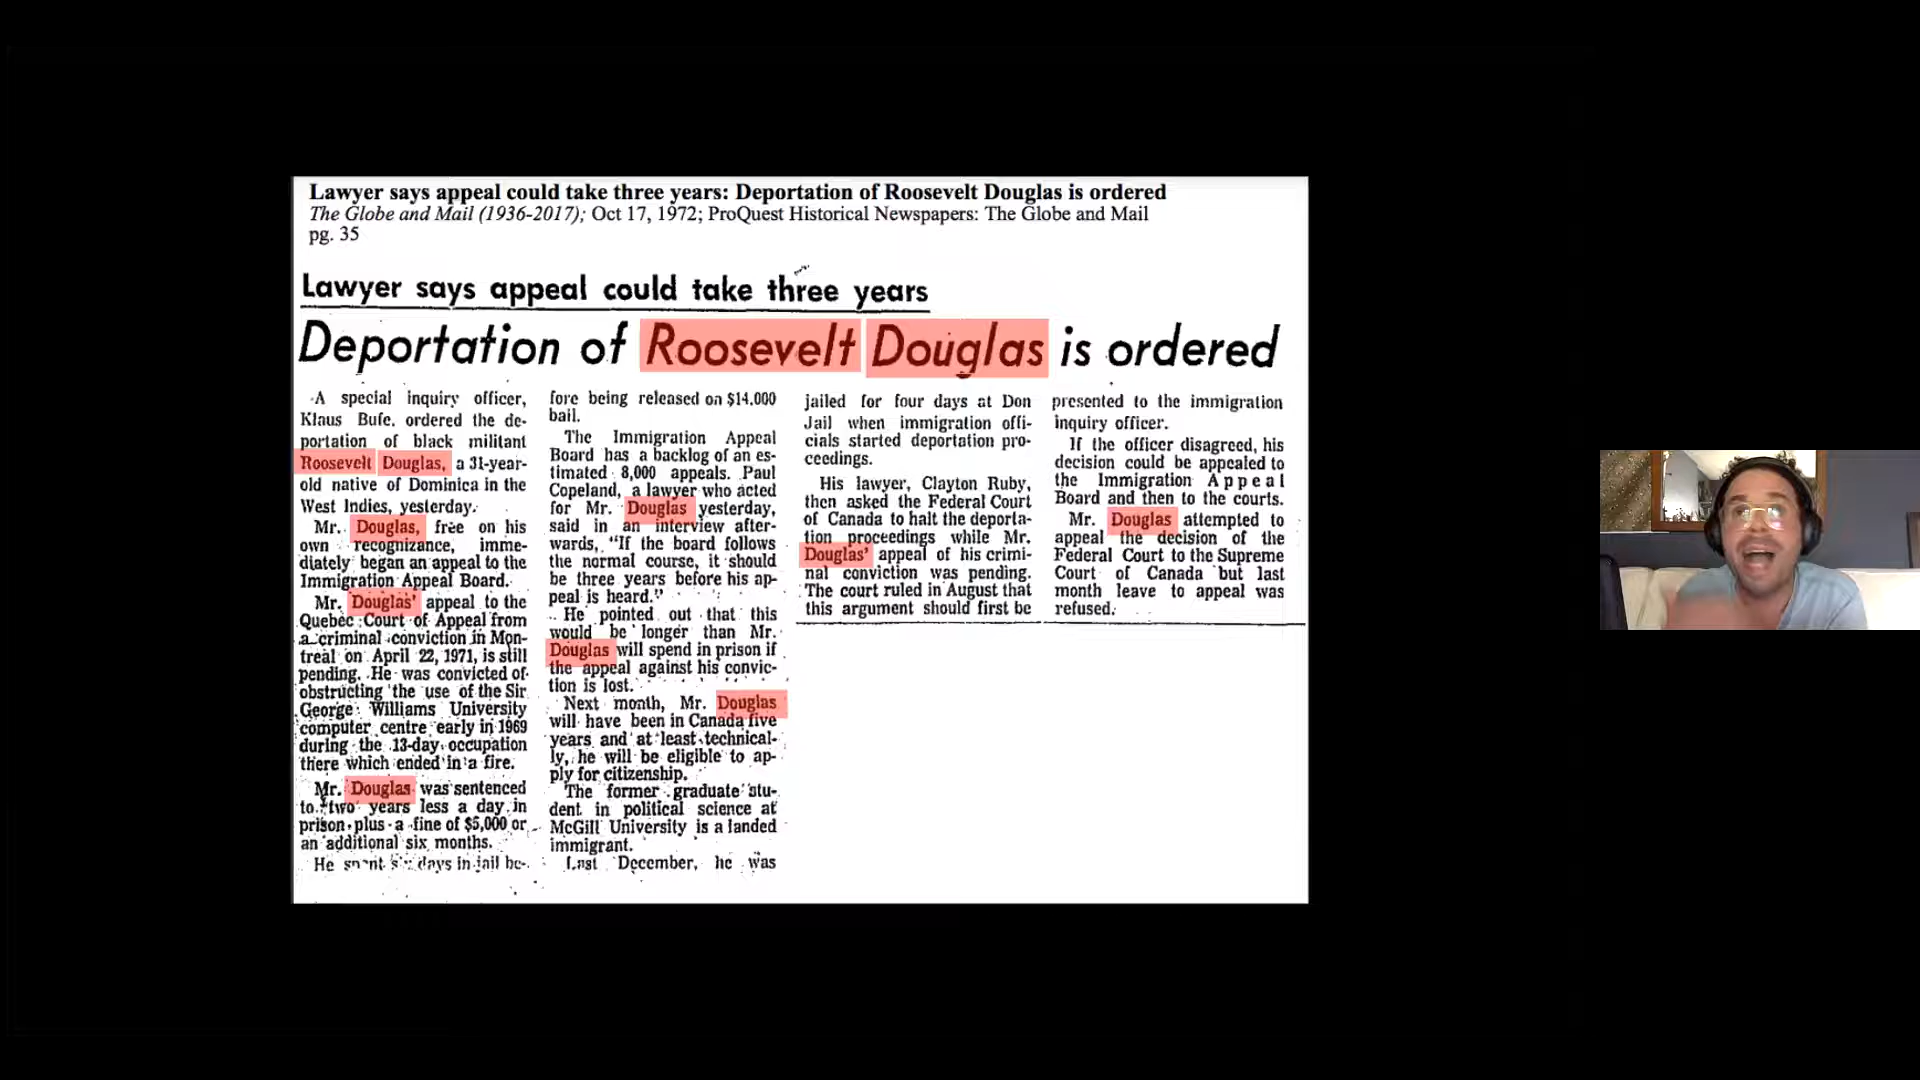 Lawyer says appeal could take three years: Deportation of Roosevelt Douglas is ordered
The Globe and Mail (1936-2017); Oct 17, 1972; ProQuest Historical Newspapers: The Globe and Mail
pg. 35
Lawyer says appeal could take three years
Deportation of Roosevelt Douglas is ordered
A special inquiry officer,
Klaus Bufe, ordered the de-
portation of black militant
Roosevelt Douglas, a 31-year-
old native of Dominica in the
West Indies, yesterday.
Mr. Douglas, free on his
own recognizance, imme-
diately began an appeal to the
Immigration Appeal Board.
Mr. Douglas' appeal to the
Quebec Court of Appeal from
a criminal conviction in Mon-
treal on April 22, 1971, is still
pending. He was convicted of
obstructing the use of the Sir
George Williams University
computer centre early in 1969
during the 13-day occupation
there which ended in a fire.
Mr. Douglas was sentenced
to two years less a day in
prison plus a fine of $5,000 or
an additional six months.
He spent six days in jail be-
fore being released on $14,000
bail.
The Immigration Appeal
Board has a backlog of an es-
timated 8,000 appeals. Paul
Copeland, a lawyer who acted
for Mr. Douglas yesterday,
said in an interview after-
wards, "If the board follows
the normal course, it should
be three years before his ap-
peal is heard."
He pointed out that this
would be longer than Mr.
Douglas will spend in prison if
the appeal against his convic-
tion is lost.
Next month, Mr. Douglas
will have been in Canada five
years and at least technical-
ly, he will be eligible to ap-
ply for citizenship.
The former graduate stu-
dent in political science at
McGill University is a landed
immigrant.
Last December, he was
jailed for four days at Don
Jail when immigration offi-
cials started deportation pro-
ceedings.
His lawyer, Clayton Ruby,
then asked the Federal Court
of Canada to halt the deporta-
tion proceedings while Mr.
Douglas' appeal of his crimi-
nal conviction was pending.
The court ruled in August that
this argument should first be
presented to the immigration
inquiry officer.
If the officer disagreed, his
decision could be appealed to
the Immigration Appeal
Board and then to the courts.
Mr. Douglas attempted to
appeal the decision of the
Federal Court to the Supreme
Court of Canada but last
month leave to appeal was
refused.